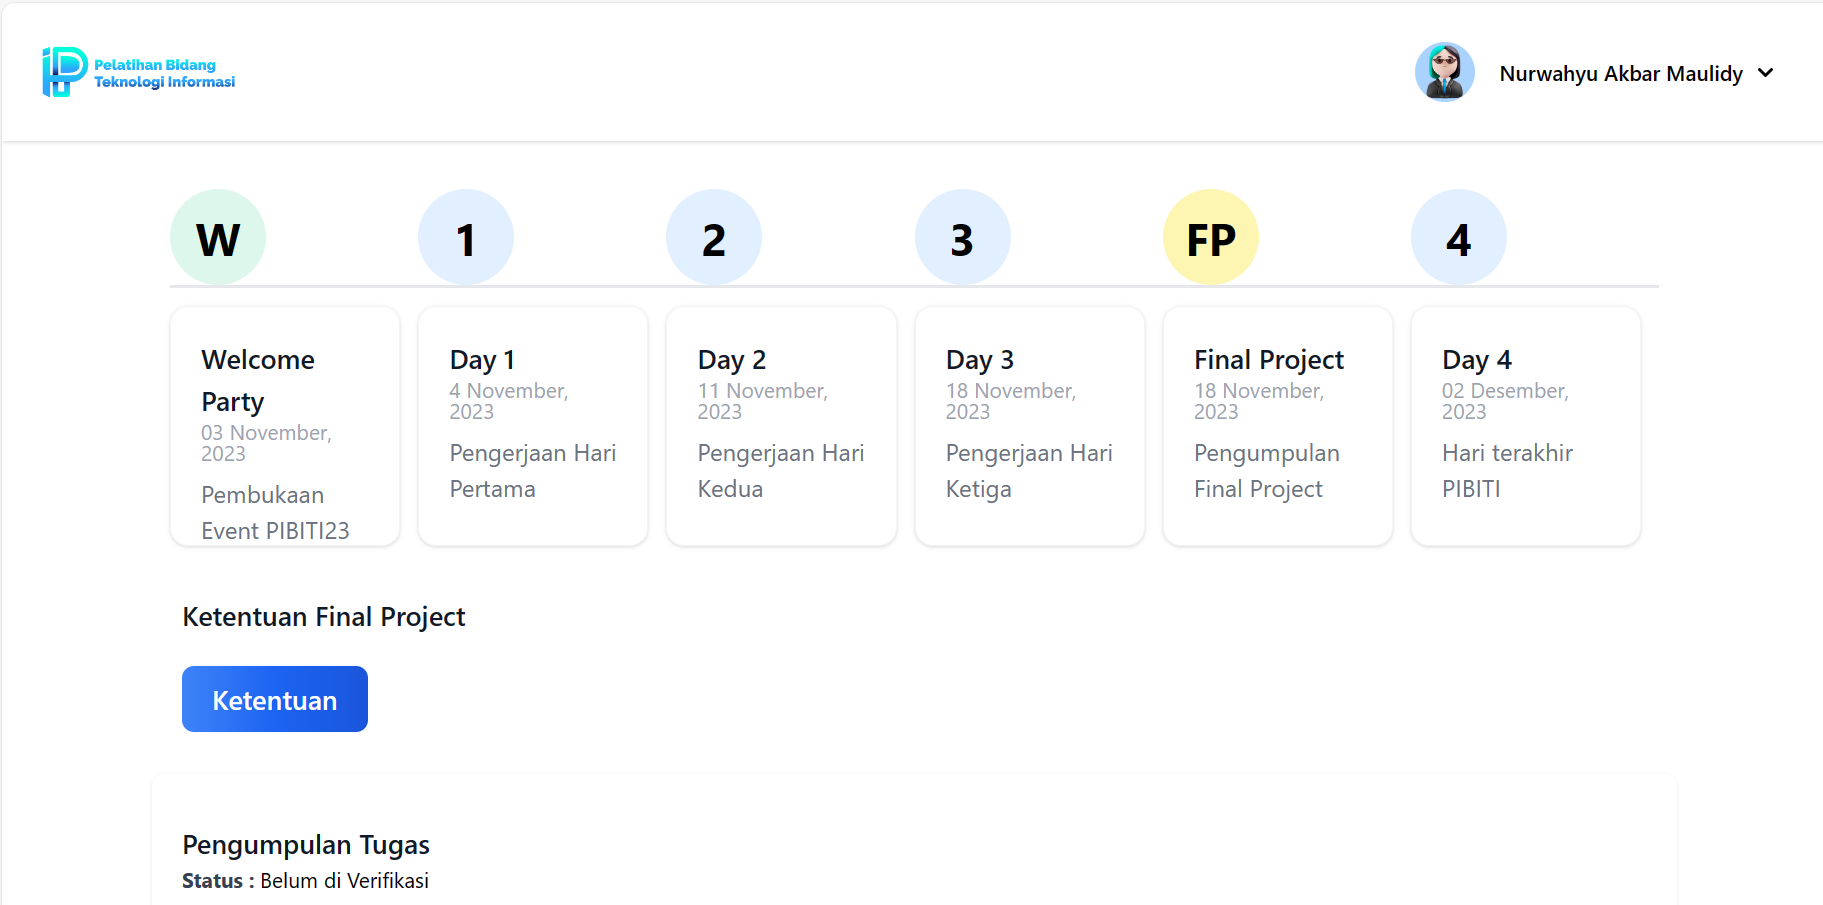 Pelatihan Bidang
Teknologi Informasi
Nurwahyu Akbar Maulidy
W
1
2
3
FP
4
Welcome
Party
03 November,
2023
Pembukaan
Event PIBITI23
Day 1
4 November,
2023
Pengerjaan Hari
Pertama
Day 2
11 November,
2023
Pengerjaan Hari
Kedua
Day 3
18 November,
2023
Pengerjaan Hari
Ketiga
Final Project
18 November,
2023
Pengumpulan
Final Project
Day 4
02 Desember,
2023
Hari terakhir
PIBITI
Ketentuan Final Project
Ketentuan
Pengumpulan Tugas
Status : Belum di Verifikasi